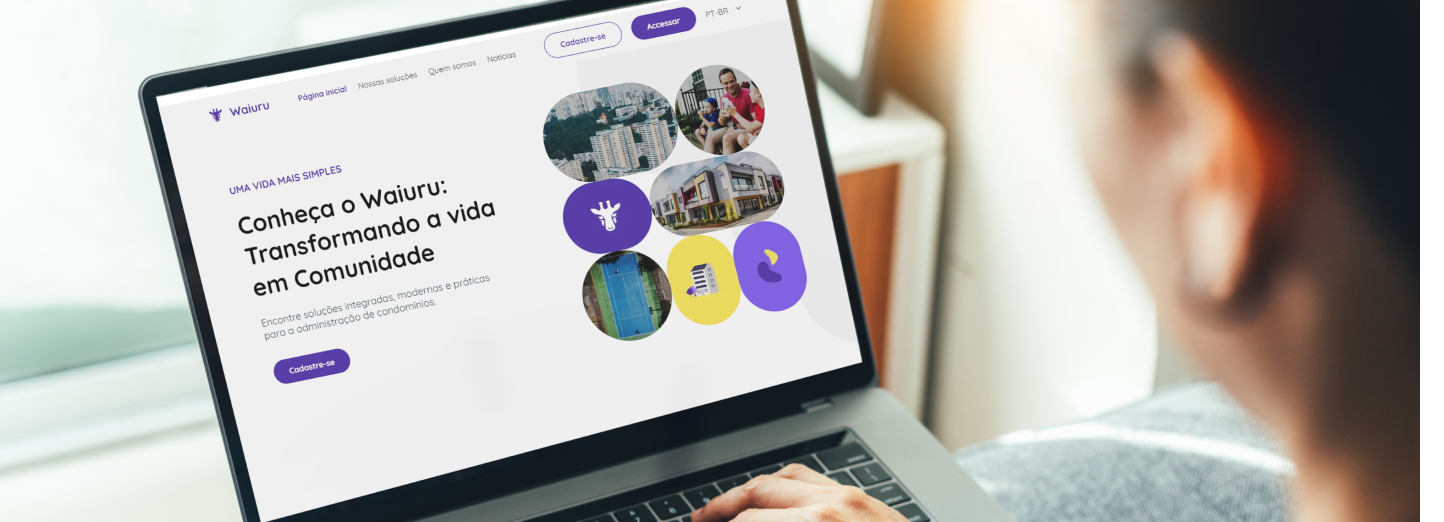 Waiuru
Página inicial
Nossas soluções
Quem somos
Notícias
Cadastre-se
Accessar
PT-BR
UMA VIDA MAIS SIMPLES
Conheça o Waiuru:
Transformando a vida
em Comunidade
Encontre soluções integradas, modernas e práticas
para a administração de condomínios.
Cadastre-se